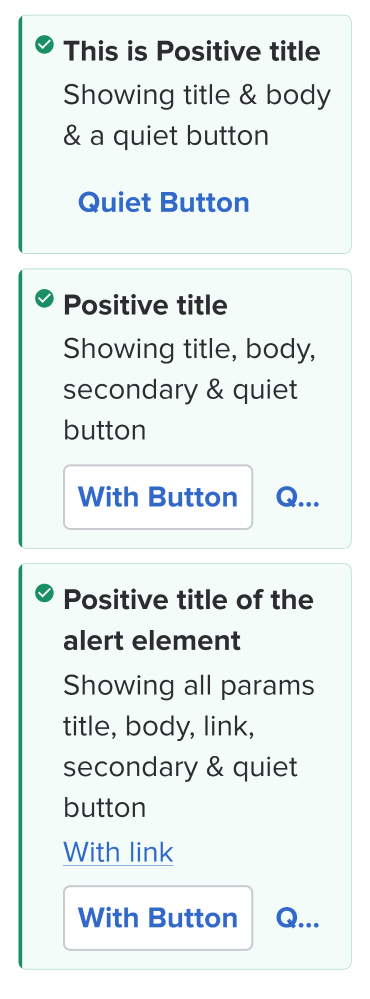 This is Positive title
Showing title & body
& a quiet button
Quiet Button
Positive title
Showing title, body,
secondary & quiet
button
With Button Q...
Positive title of the
alert element
Showing all params
title, body, link,
secondary & quiet
button
With link
With Button Q...